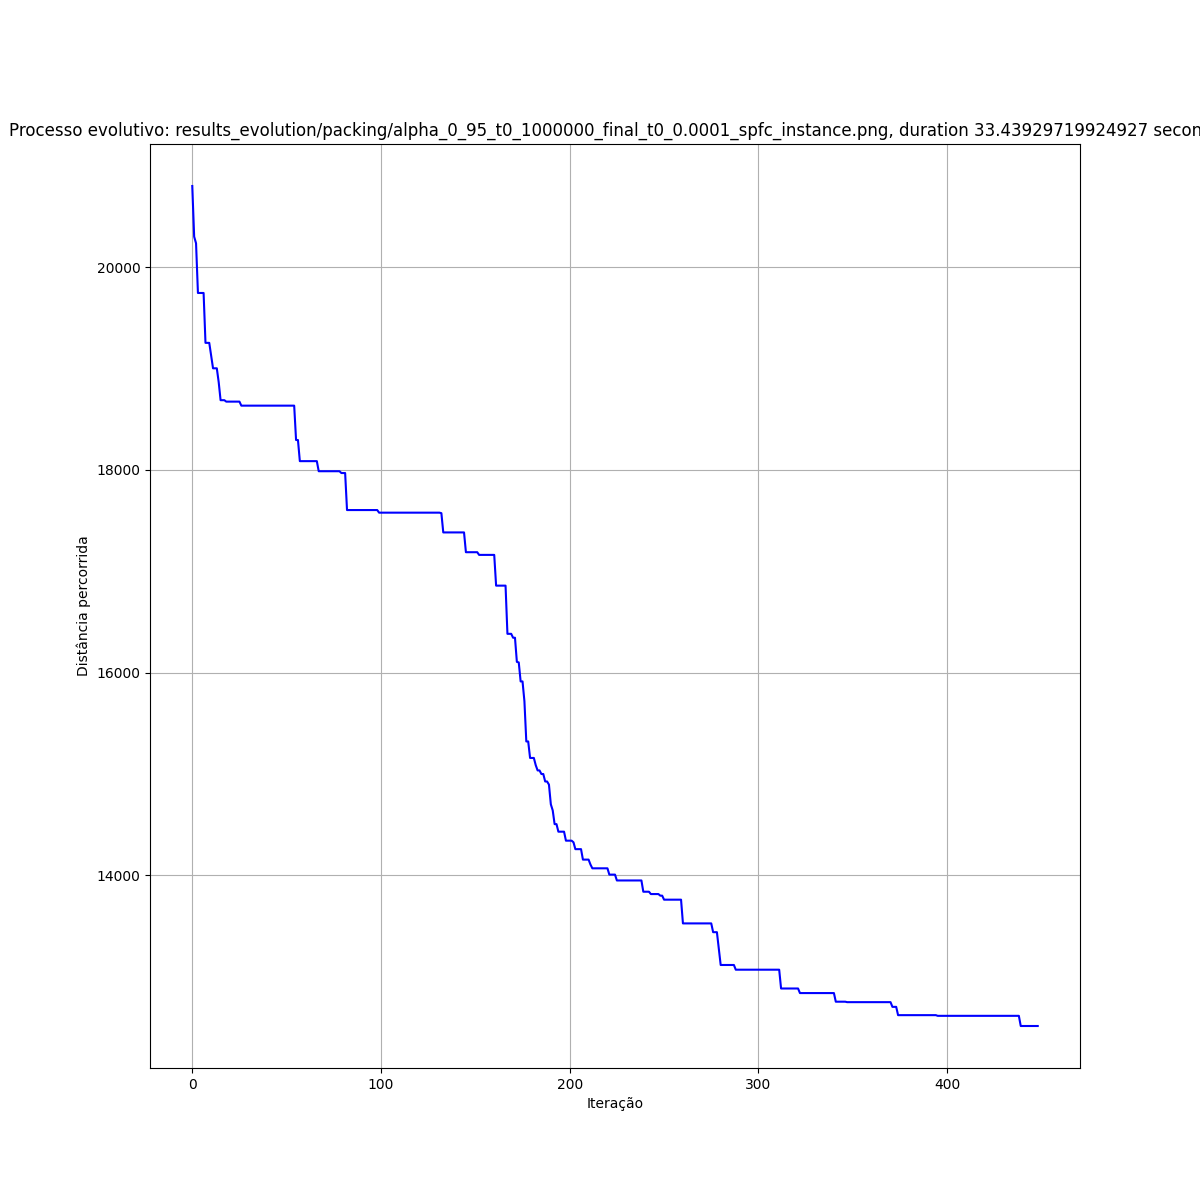 Processo evolutivo: results_evolution/packing/alpha_0_95_t0_1000000_final_t0_0.0001_spfc_instance.png, duration 33.43929719924927 secon
20000
18000
16000
14000
Distância percorrida
0 100 200 300 400
Iteração